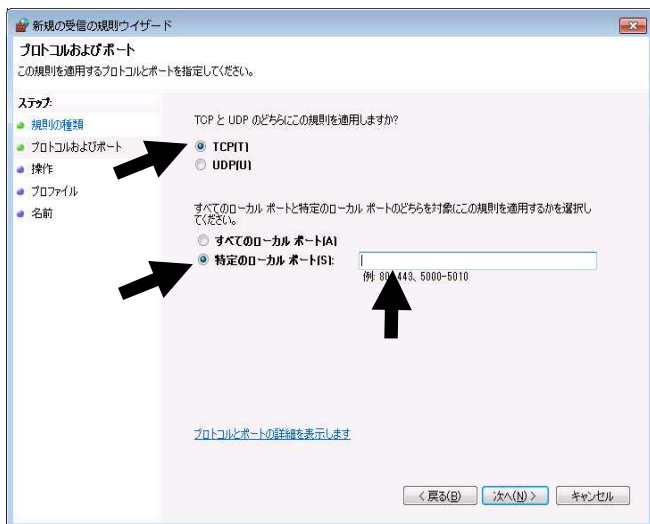 新規の受信の規則ウィザード
プロトコルおよびポート
この規則を適用するプロトコルとポートを指定してください。
ステップ:
規則の種類
プロトコルおよびポート
操作
プロファイル
名前
TCP と UDP のどちらにこの規則を適用しますか?
TCP(T)
UDP(U)
すべてのローカル ポートと特定のローカル ポートのどちらを対象にこの規則を適用するかを選択し
てください。
すべてのローカル ポート(A)
特定のローカル ポート(S):
例: 80、443、5000-5010
プロトコルとポートの詳細を表示します
< 戻る(B)
次へ(N) >
キャンセル